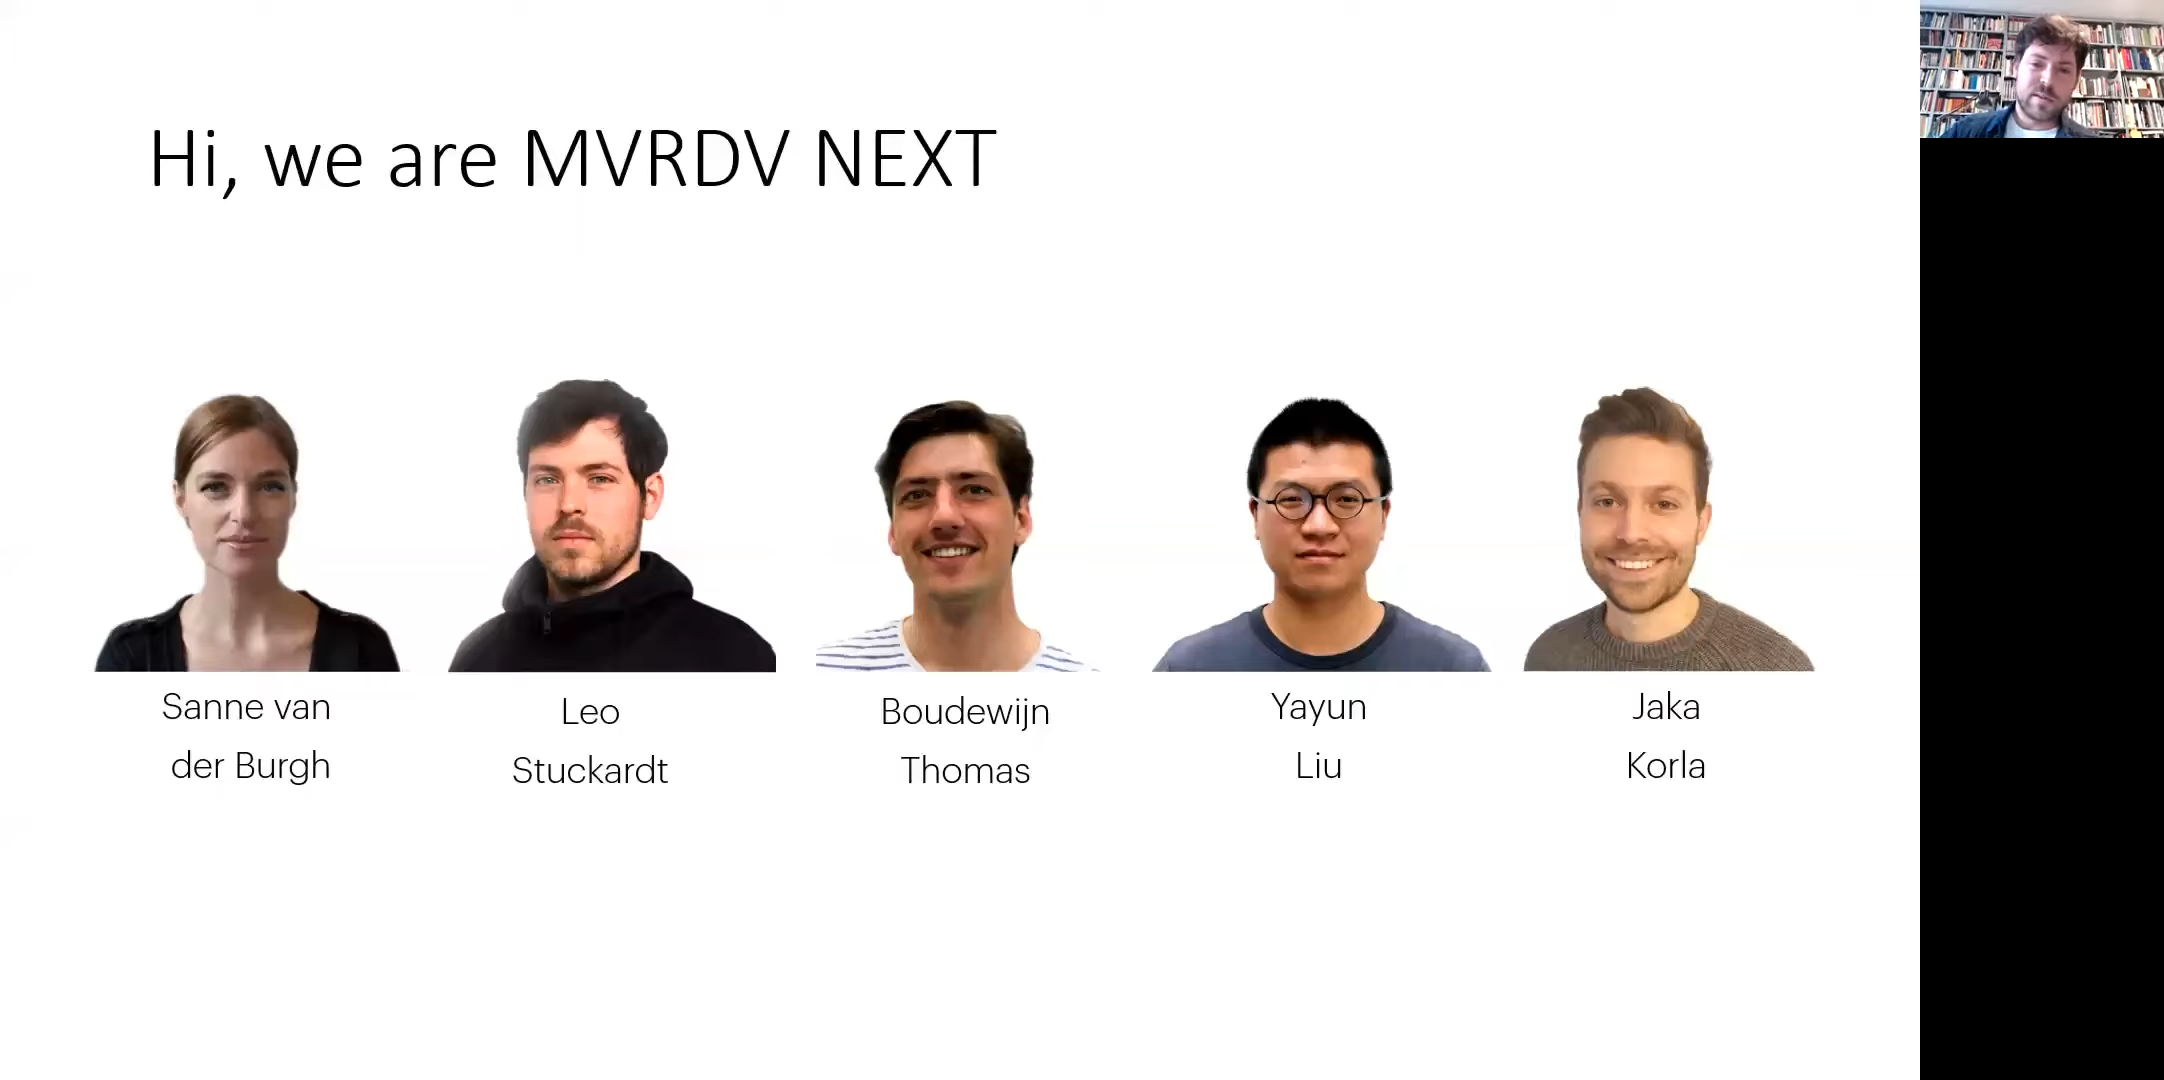 Hi, we are MVRDV NEXT
Sanne van
der Burgh
Leo
Stuckardt
Boudewijn
Thomas
Yayun
Liu
Jaka
Korla